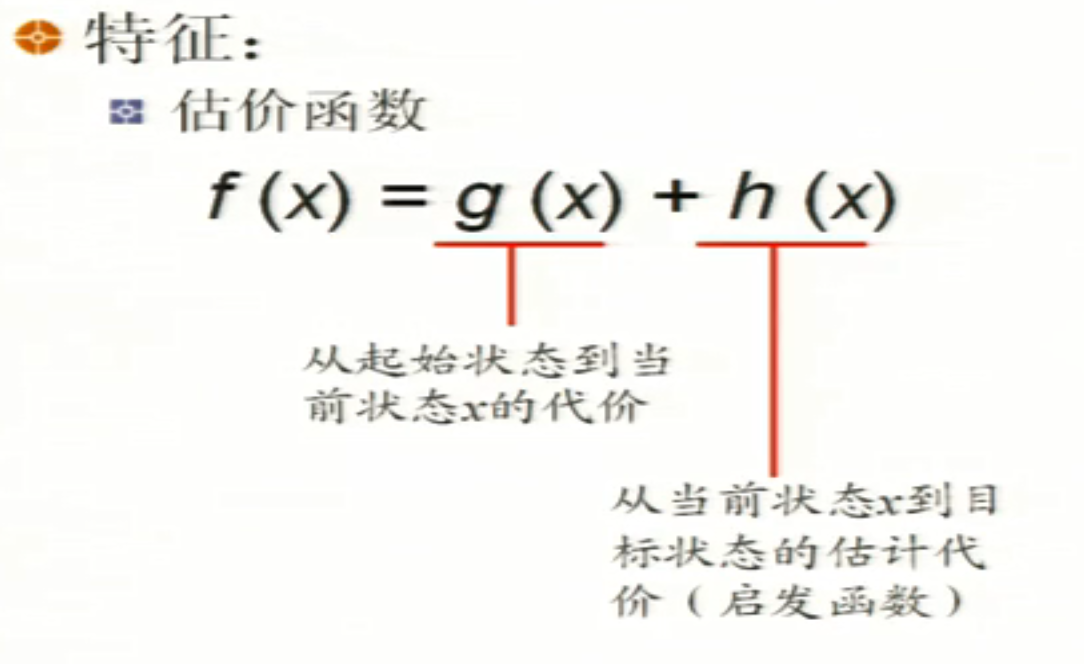 特征：
估价函数
f (x) = g (x) + h (x)
从起始状态到当
前状态x的代价
从当前状态x到目
标状态的估计代
价（启发函数）